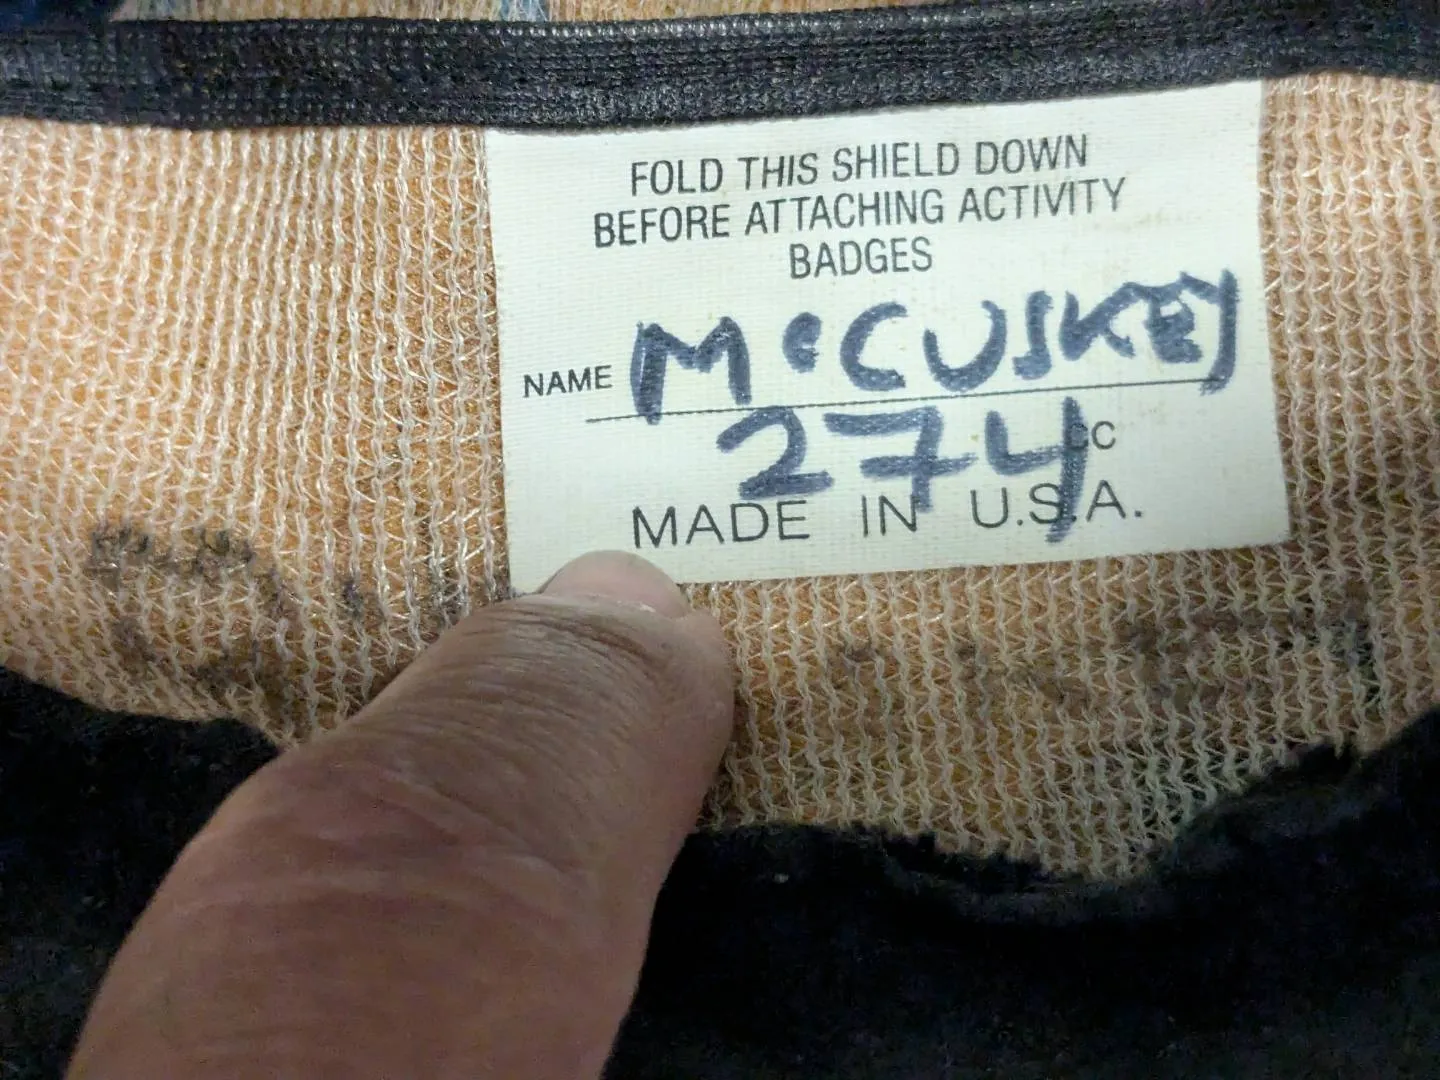 FOLD THIS SHIELD DOWN
BEFORE ATTACHING ACTIVITY
BADGES
NAME McCUSKEY
274 CC
MADE IN U.S.A.